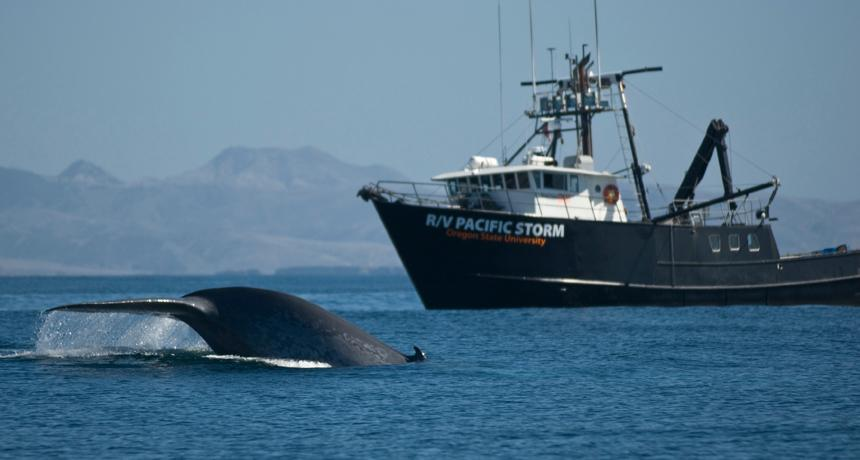 R/V PACIFIC STORM
Oregon State University